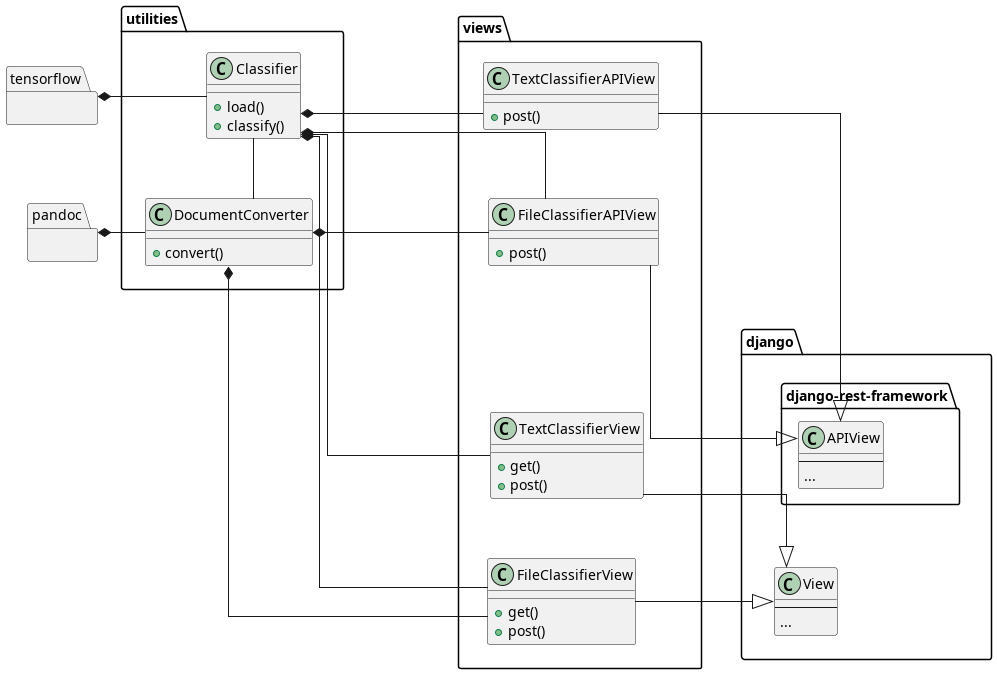 utilities
views
tensorflow
C Classifier
load()
classify()
C TextClassifierAPIView
post()
pandoc
C DocumentConverter
convert()
C FileClassifierAPIView
post()
django
django-rest-framework
C APIView
...
C TextClassifierView
get()
post()
C FileClassifierView
get()
post()
C View
...